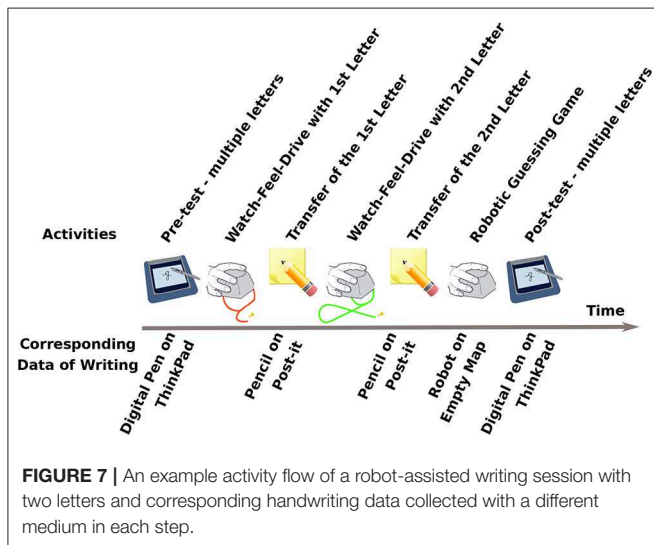 Pre-test - multiple letters
Watch-Feel-Drive with 1st Letter
Transfer of the 1st Letter
Watch-Feel-Drive with 2nd Letter
Transfer of the 2nd Letter
Robotic Guessing Game
Post-test - multiple letters
Activities
Time
Corresponding
Data of Writing
Digital Pen on
ThinkPad
Pencil on
Post-it
Pencil on
Post-it
Robot on
Empty Map
Digital Pen on
ThinkPad
FIGURE 7 | An example activity flow of a robot-assisted writing session with
two letters and corresponding handwriting data collected with a different
medium in each step.